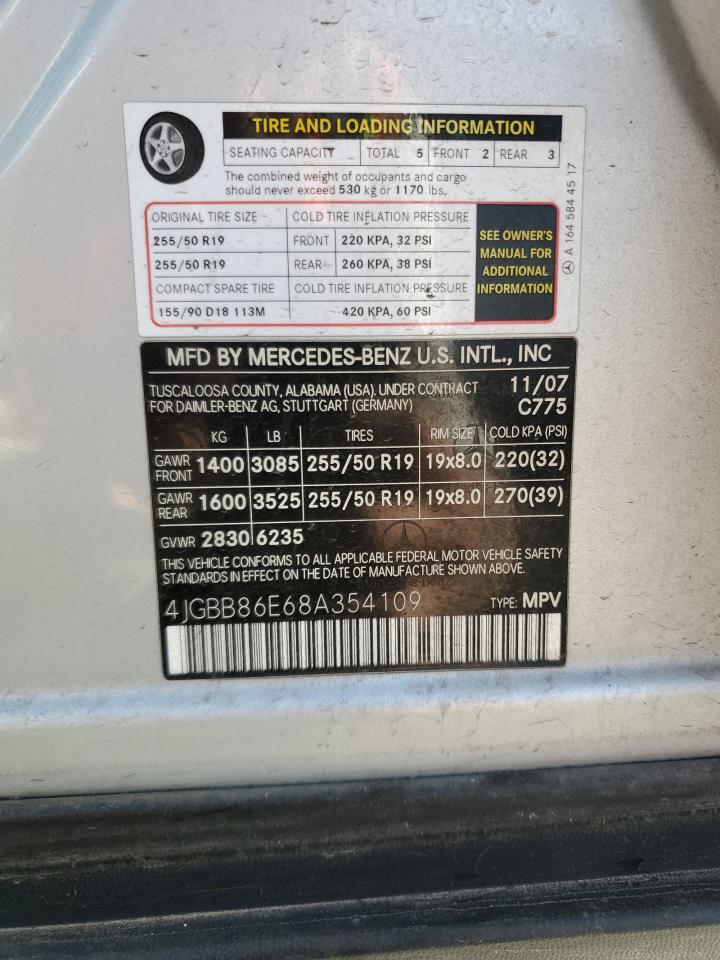 TIRE AND LOADING INFORMATION
SEATING CAPACITY TOTAL 5 FRONT 2 REAR 3
The combined weight of occupants and cargo
should never exceed 530 kg or 1170 lbs.
ORIGINAL TIRE SIZE COLD TIRE INFLATION PRESSURE
255/50 R19 FRONT 220 KPA, 32 PSI
255/50 R19 REAR 260 KPA, 38 PSI
COMPACT SPARE TIRE COLD TIRE INFLATION PRESSURE
155/90 D18 113M 420 KPA, 60 PSI
SEE OWNER'S
MANUAL FOR
ADDITIONAL
INFORMATION
A 164 584 45 17
MFD BY MERCEDES-BENZ U.S. INTL., INC
TUSCALOOSA COUNTY, ALABAMA (USA). UNDER CONTRACT 11/07
FOR DAIMLER-BENZ AG, STUTTGART (GERMANY) C775
KG LB TIRES RIM SIZE COLD KPA (PSI)
GAWR FRONT 1400 3085 255/50 R19 19x8.0 220(32)
GAWR REAR 1600 3525 255/50 R19 19x8.0 270(39)
GVWR 2830 6235
THIS VEHICLE CONFORMS TO ALL APPLICABLE FEDERAL MOTOR VEHICLE SAFETY
STANDARDS IN EFFECT ON THE DATE OF MANUFACTURE SHOWN ABOVE.
4JGBB86E68A354109 TYPE: MPV